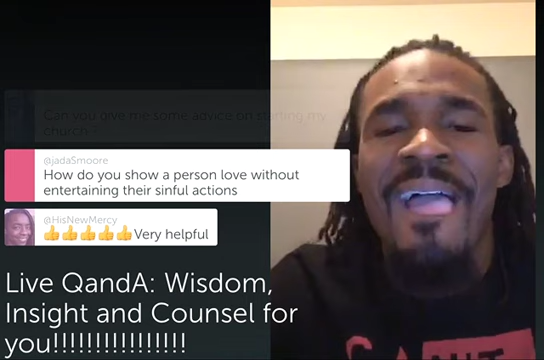 Can you give me some advice on starting my
church ?
@jada5moore
How do you show a person love without
entertaining their sinful actions
@HisNewMercy
👍👍👍👍👍Very helpful
Live QandA: Wisdom,
Insight and Counsel for
you!!!!!!!!!!!!!!!!!